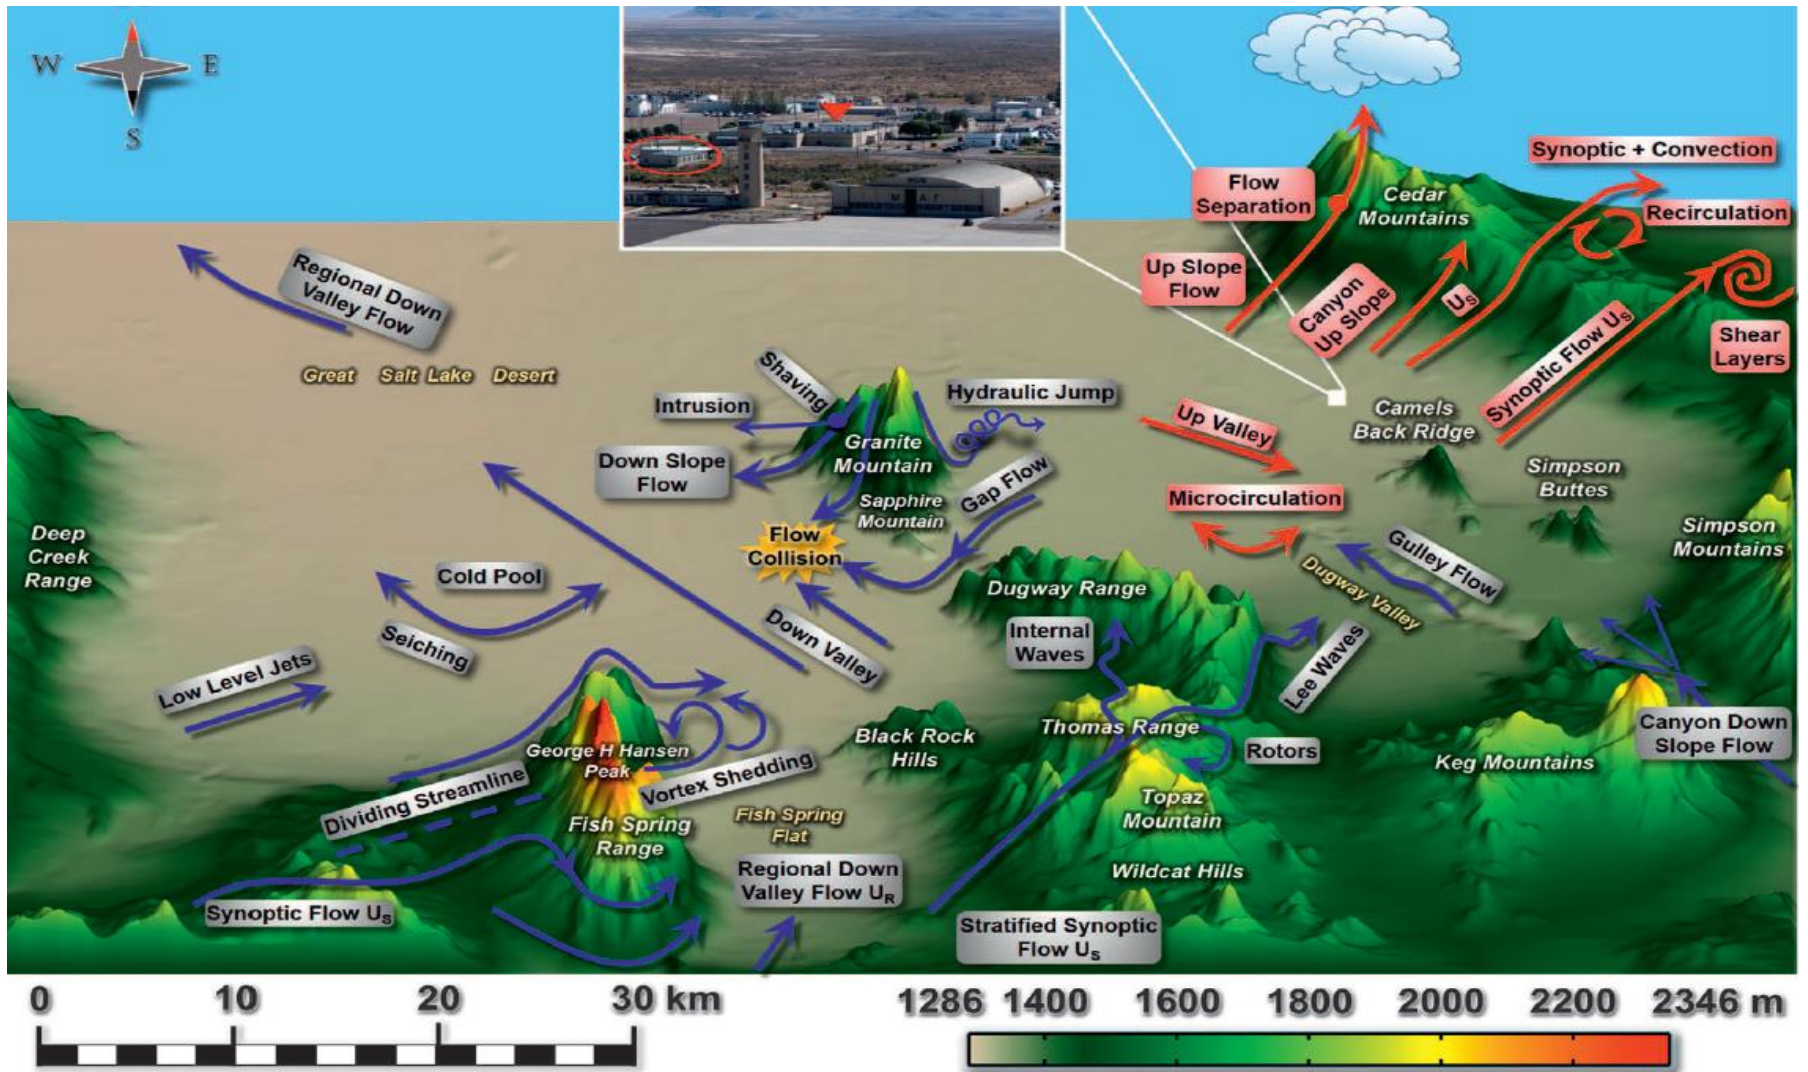 W
E
S
Synoptic + Convection
Flow
Separation
Cedar
Mountains
Recirculation
Up Slope
Flow
Canyon
Up Slope
Us
Synoptic Flow Us
Shear
Layers
Regional Down
Valley Flow
Great Salt Lake Desert
Shaving
Intrusion
Hydraulic Jump
Granite
Mountain
Down Slope
Flow
Up Valley
Camels
Back Ridge
Simpson
Buttes
Microcirculation
Gap Flow
Sapphire
Mountain
Flow
Collision
Simpson
Mountains
Deep
Creek
Range
Cold Pool
Seiching
Dugway Range
Gulley Flow
Dugway Valley
Down Valley
Internal
Waves
Lee Waves
Low Level Jets
George H Hansen
Peak
Black Rock
Hills
Thomas Range
Rotors
Canyon Down
Slope Flow
Keg Mountains
Dividing Streamline
Vortex Shedding
Fish Spring
Range
Fish Spring
Flat
Topaz
Mountain
Wildcat Hills
Regional Down
Valley Flow UR
Synoptic Flow Us
Stratified Synoptic
Flow Us
0 10 20 30 km
1286 1400 1600 1800 2000 2200 2346 m